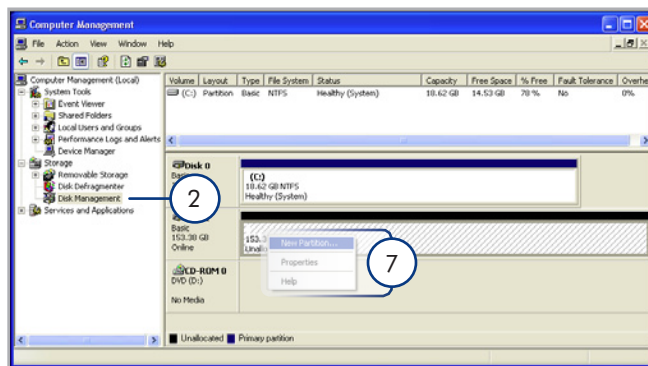 Computer Management
File Action View Window Help
Computer Management (Local)
System Tools
Event Viewer
Shared Folders
Local Users and Groups
Performance Logs and Alerts
Device Manager
Storage
Removable Storage
Disk Defragmenter
Disk Management
Services and Applications
Volume Layout Type File System Status Capacity Free Space % Free Fault Tolerance Overhe
(C:) Partition Basic NTFS Healthy (System) 18.62 GB 14.53 GB 78 % No 0%
Disk 0
(C:)
18.62 GB NTFS
Healthy (System)
2
Basic
153.38 GB
Online
153.3
Unallo
New Partition...
Properties
Help
7
CD-ROM 0
DVD (D:)
No Media
Unallocated Primary partition